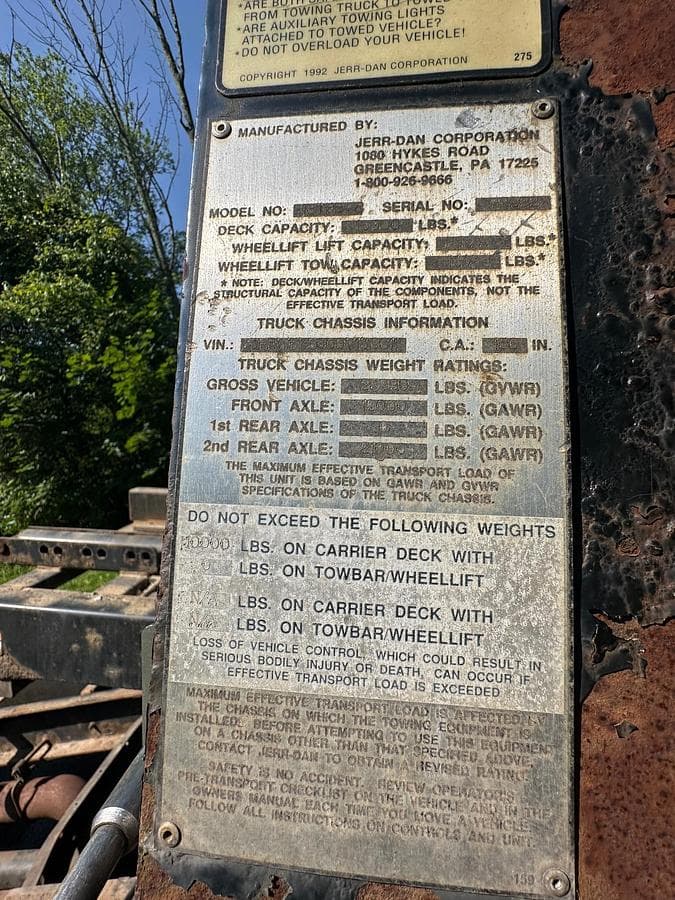 *ARE BOTH SA
FROM TOWING TRUCK TO TOWED
*ARE AUXILIARY TOWING LIGHTS
ATTACHED TO TOWED VEHICLE?
*DO NOT OVERLOAD YOUR VEHICLE!
COPYRIGHT 1992 JERR-DAN CORPORATION 275
MANUFACTURED BY:
JERR-DAN CORPORATION
1080 HYKES ROAD
GREENCASTLE, PA 17225
1-800-926-9666
MODEL NO: SERIAL NO:
DECK CAPACITY: LBS.*
WHEELLIFT LIFT CAPACITY: LBS.*
WHEELLIFT TOW CAPACITY: LBS.*
* NOTE: DECK/WHEELLIFT CAPACITY INDICATES THE
STRUCTURAL CAPACITY OF THE COMPONENTS, NOT THE
EFFECTIVE TRANSPORT LOAD.
TRUCK CHASSIS INFORMATION
VIN.: C.A.: IN.
TRUCK CHASSIS WEIGHT RATINGS:
GROSS VEHICLE: LBS. (GVWR)
FRONT AXLE: LBS. (GAWR)
1st REAR AXLE: LBS. (GAWR)
2nd REAR AXLE: LBS. (GAWR)
THE MAXIMUM EFFECTIVE TRANSPORT LOAD OF
THIS UNIT IS BASED ON GAWR AND GVWR
SPECIFICATIONS OF THE TRUCK CHASSIS.
DO NOT EXCEED THE FOLLOWING WEIGHTS
10000 LBS. ON CARRIER DECK WITH
0 LBS. ON TOWBAR/WHEELLIFT
N/A LBS. ON CARRIER DECK WITH
LBS. ON TOWBAR/WHEELLIFT
LOSS OF VEHICLE CONTROL, WHICH COULD RESULT IN
SERIOUS BODILY INJURY OR DEATH, CAN OCCUR IF
EFFECTIVE TRANSPORT LOAD IS EXCEEDED
MAXIMUM EFFECTIVE TRANSPORT LOAD IS AFFECTED BY
THE CHASSIS ON WHICH THE TOWING EQUIPMENT IS
INSTALLED. BEFORE ATTEMPTING TO USE THIS EQUIPMENT
ON A CHASSIS OTHER THAN THAT SPECIFIED ABOVE,
CONTACT JERR-DAN TO OBTAIN A REVISED RATING.
SAFETY IS NO ACCIDENT. REVIEW OPERATOR'S
PRE-TRANSPORT CHECKLIST ON THE VEHICLE AND IN THE
OWNERS MANUAL EACH TIME YOU MOVE A VEHICLE.
FOLLOW ALL INSTRUCTIONS ON CONTROLS AND UNIT.
159